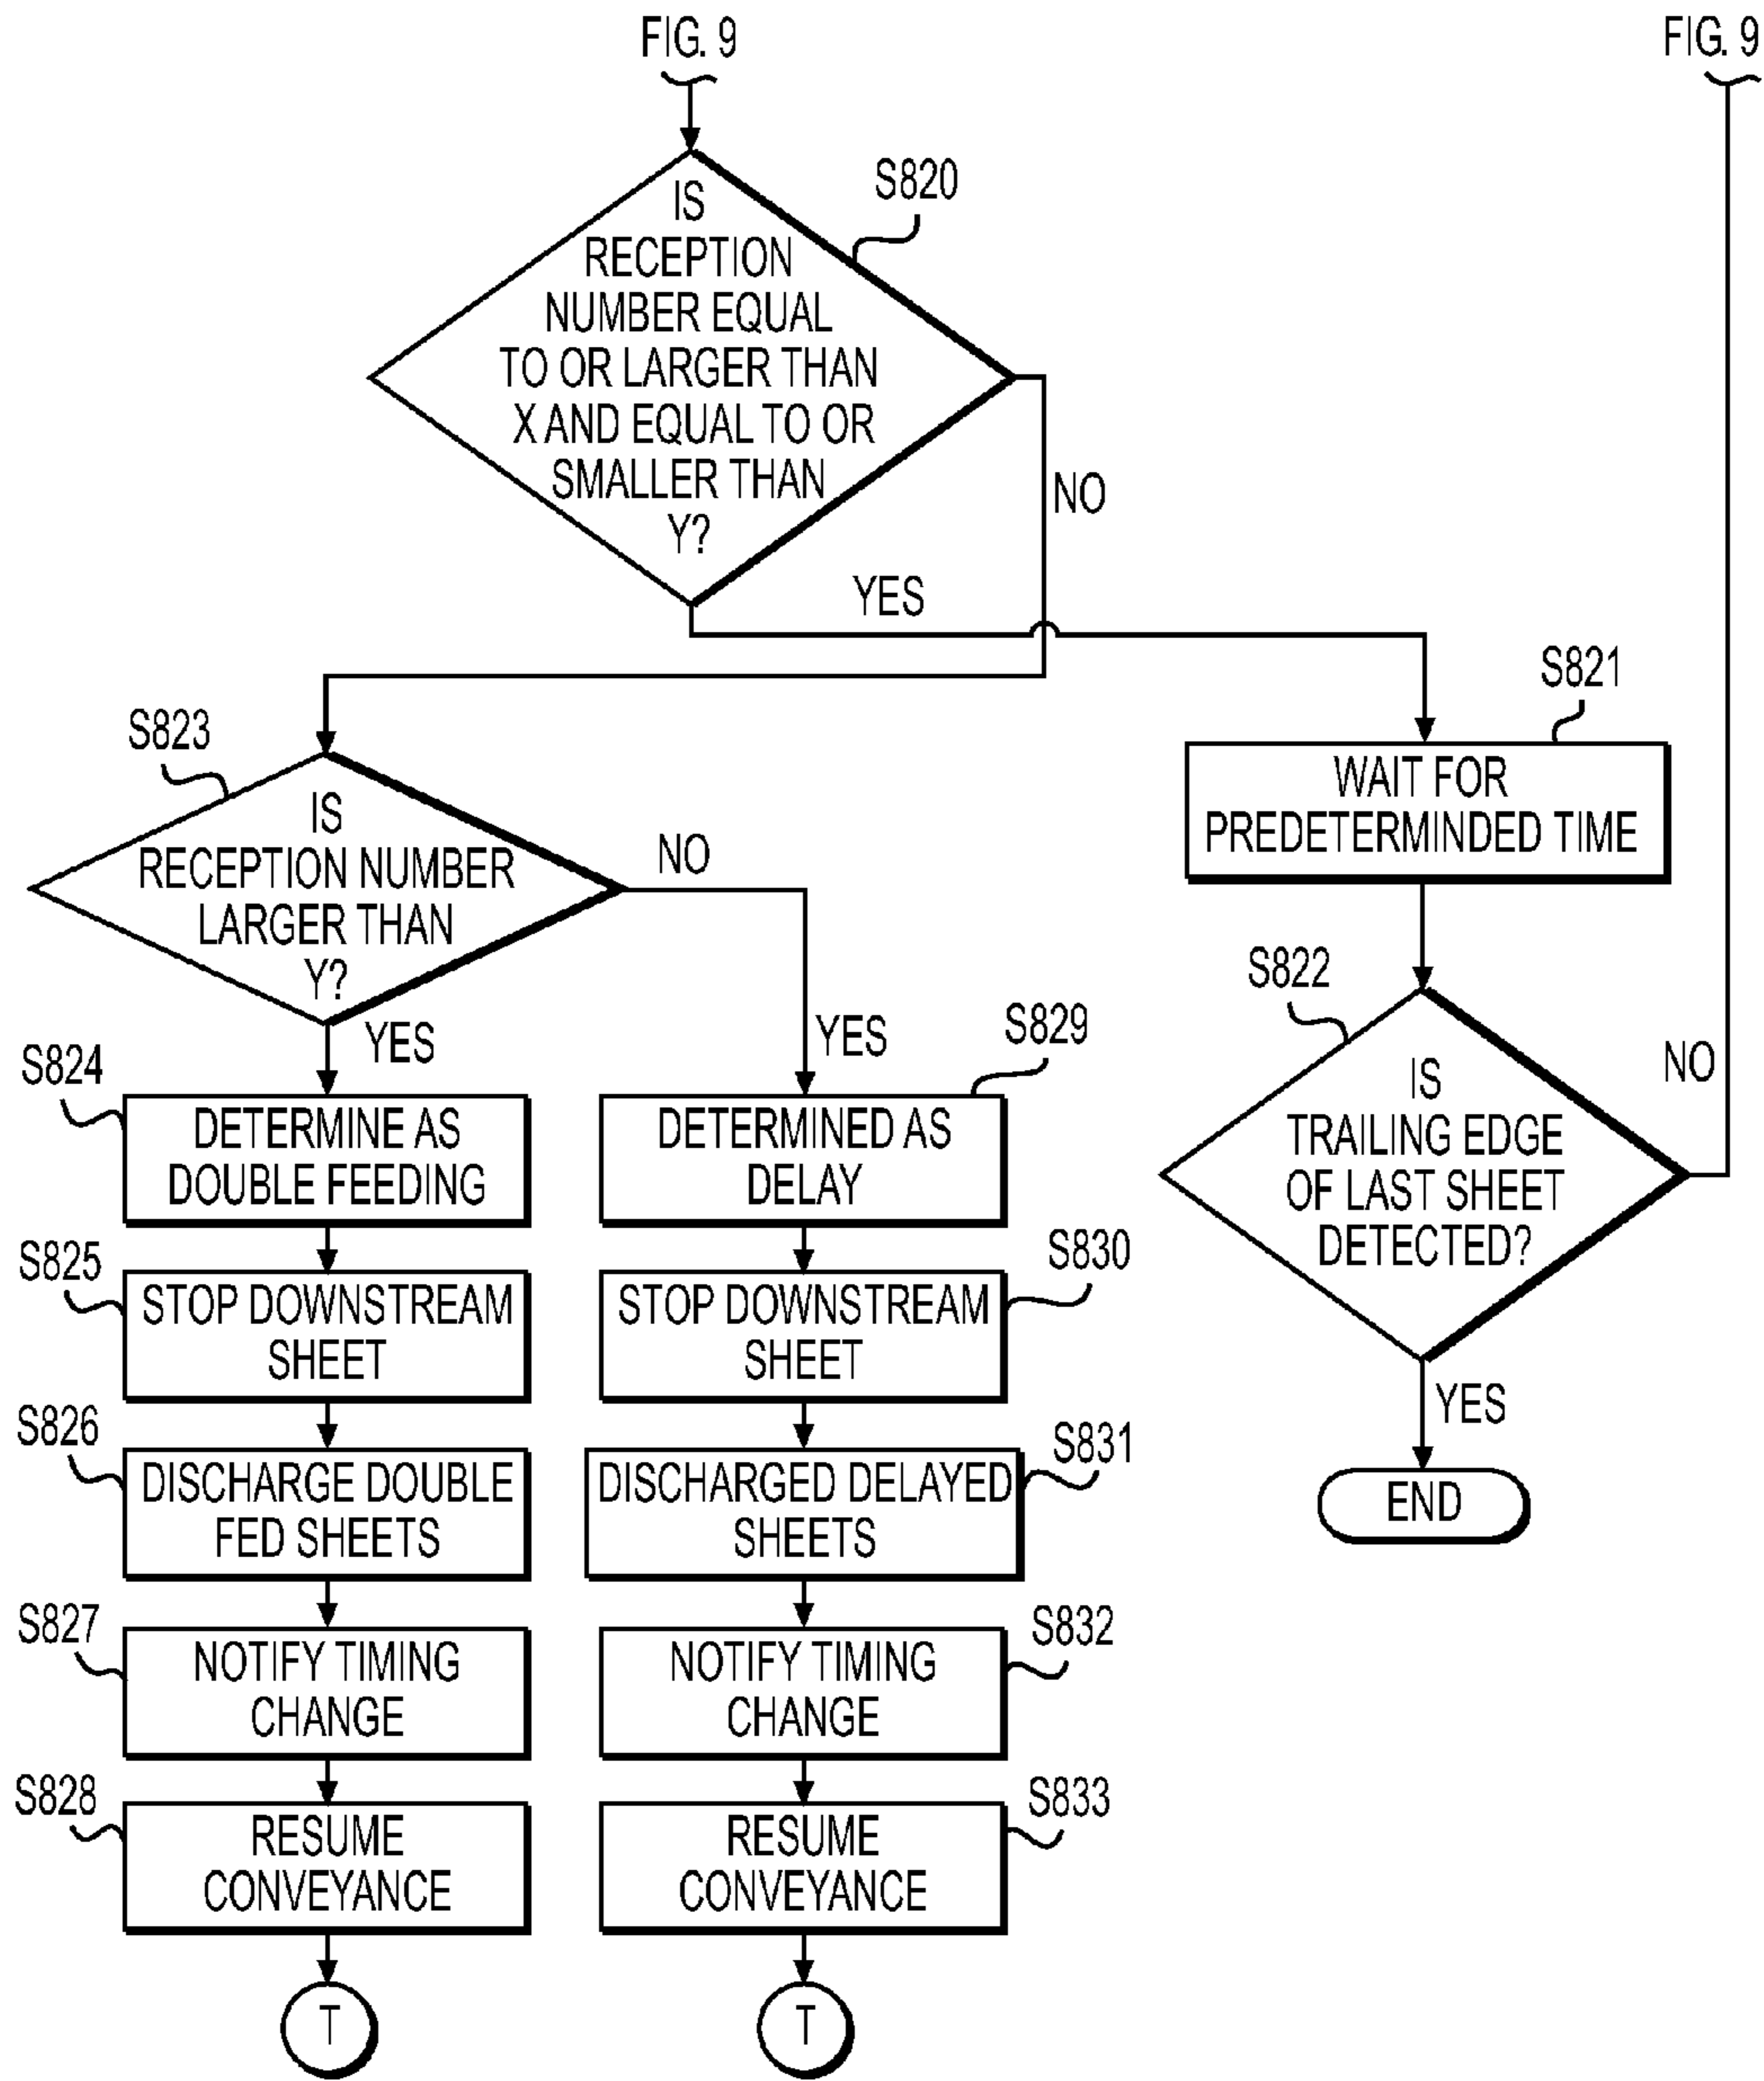 FIG. 9
FIG. 9
S820
IS
RECEPTION
NUMBER EQUAL
TO OR LARGER THAN
X AND EQUAL TO OR
SMALLER THAN
Y?
NO
YES
S821
WAIT FOR
PREDETERMINDED TIME
S823
IS
RECEPTION NUMBER
LARGER THAN
Y?
NO
YES
YES
S822
IS
TRAILING EDGE
OF LAST SHEET
DETECTED?
NO
YES
END
S824
DETERMINE AS
DOUBLE FEEDING
S829
DETERMINED AS
DELAY
S825
STOP DOWNSTREAM
SHEET
S830
STOP DOWNSTREAM
SHEET
S826
DISCHARGE DOUBLE
FED SHEETS
S831
DISCHARGED DELAYED
SHEETS
S827
NOTIFY TIMING
CHANGE
S832
NOTIFY TIMING
CHANGE
S828
RESUME
CONVEYANCE
S833
RESUME
CONVEYANCE
T
T